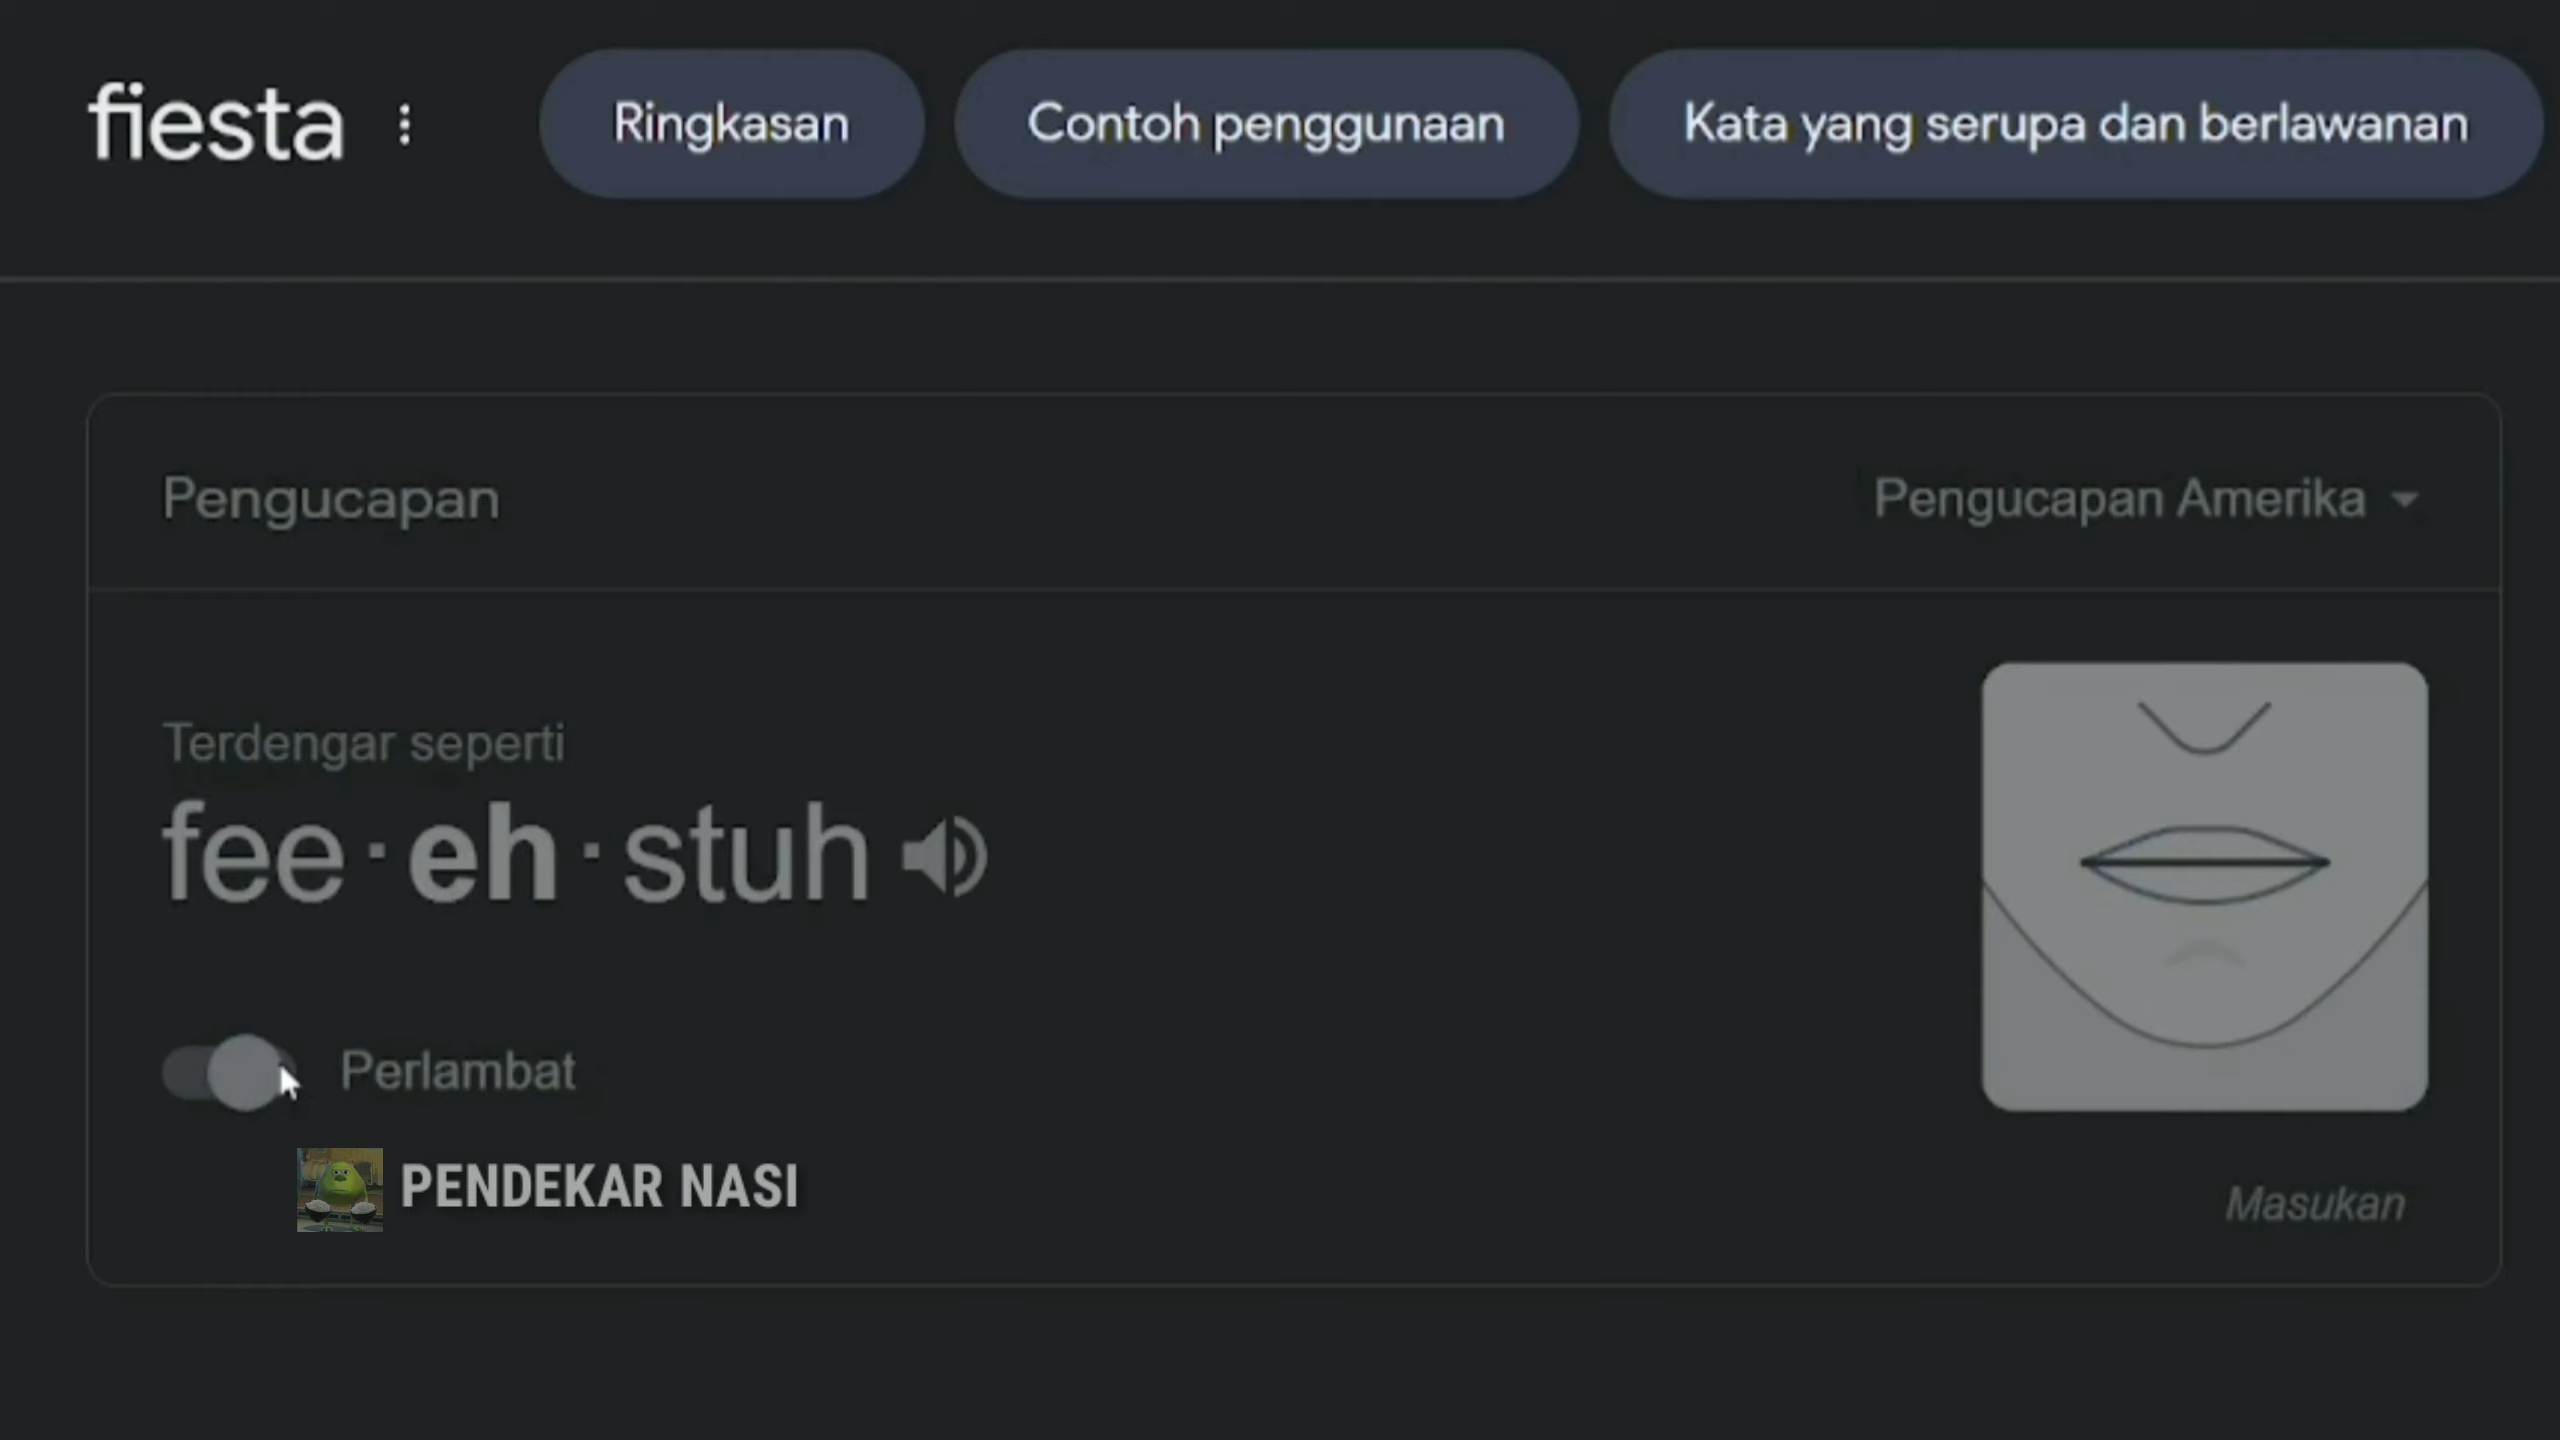 fiesta
Ringkasan
Contoh penggunaan
Kata yang serupa dan berlawanan
Pengucapan
Pengucapan Amerika
Terdengar seperti
fee·eh·stuh
Perlambat
PENDEKAR NASI
Masukan